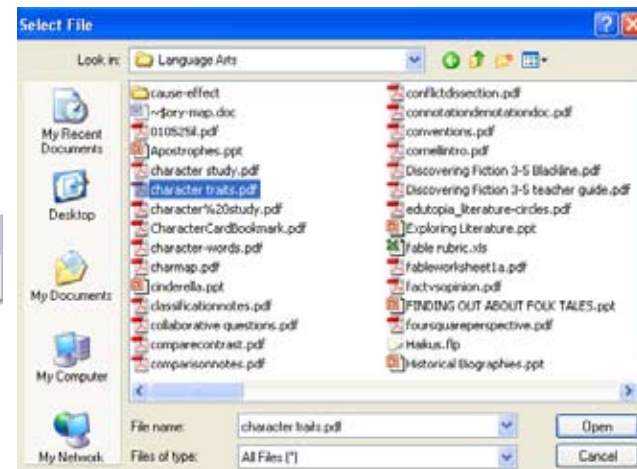 Select File
Look in:
Language Arts
My Recent
Documents
Desktop
My Documents
My Computer
My Network
cause-effect
~$ory-map.doc
010525il.pdf
Apostrophes.ppt
character study.pdf
character traits.pdf
character%20study.pdf
CharacterCardBookmark.pdf
character-words.pdf
charmap.pdf
cinderella.ppt
classificationnotes.pdf
collaborative questions.pdf
comparecontrast.pdf
comparisonnotes.pdf
conflictdissection.pdf
connotationdenotationdoc.pdf
conventions.pdf
cornellintro.pdf
Discovering Fiction 3-5 Blackline.pdf
Discovering Fiction 3-5 teacher guide.pdf
edutopia_literature-circles.pdf
Exploring Literature.ppt
fable rubric.xls
fableworksheet1a.pdf
factvsopinion.pdf
FINDING OUT ABOUT FOLK TALES.ppt
foursquareperspective.pdf
Haikus.flp
Historical Biographies.ppt
File name:
character traits.pdf
Open
Files of type:
All Files (*)
Cancel